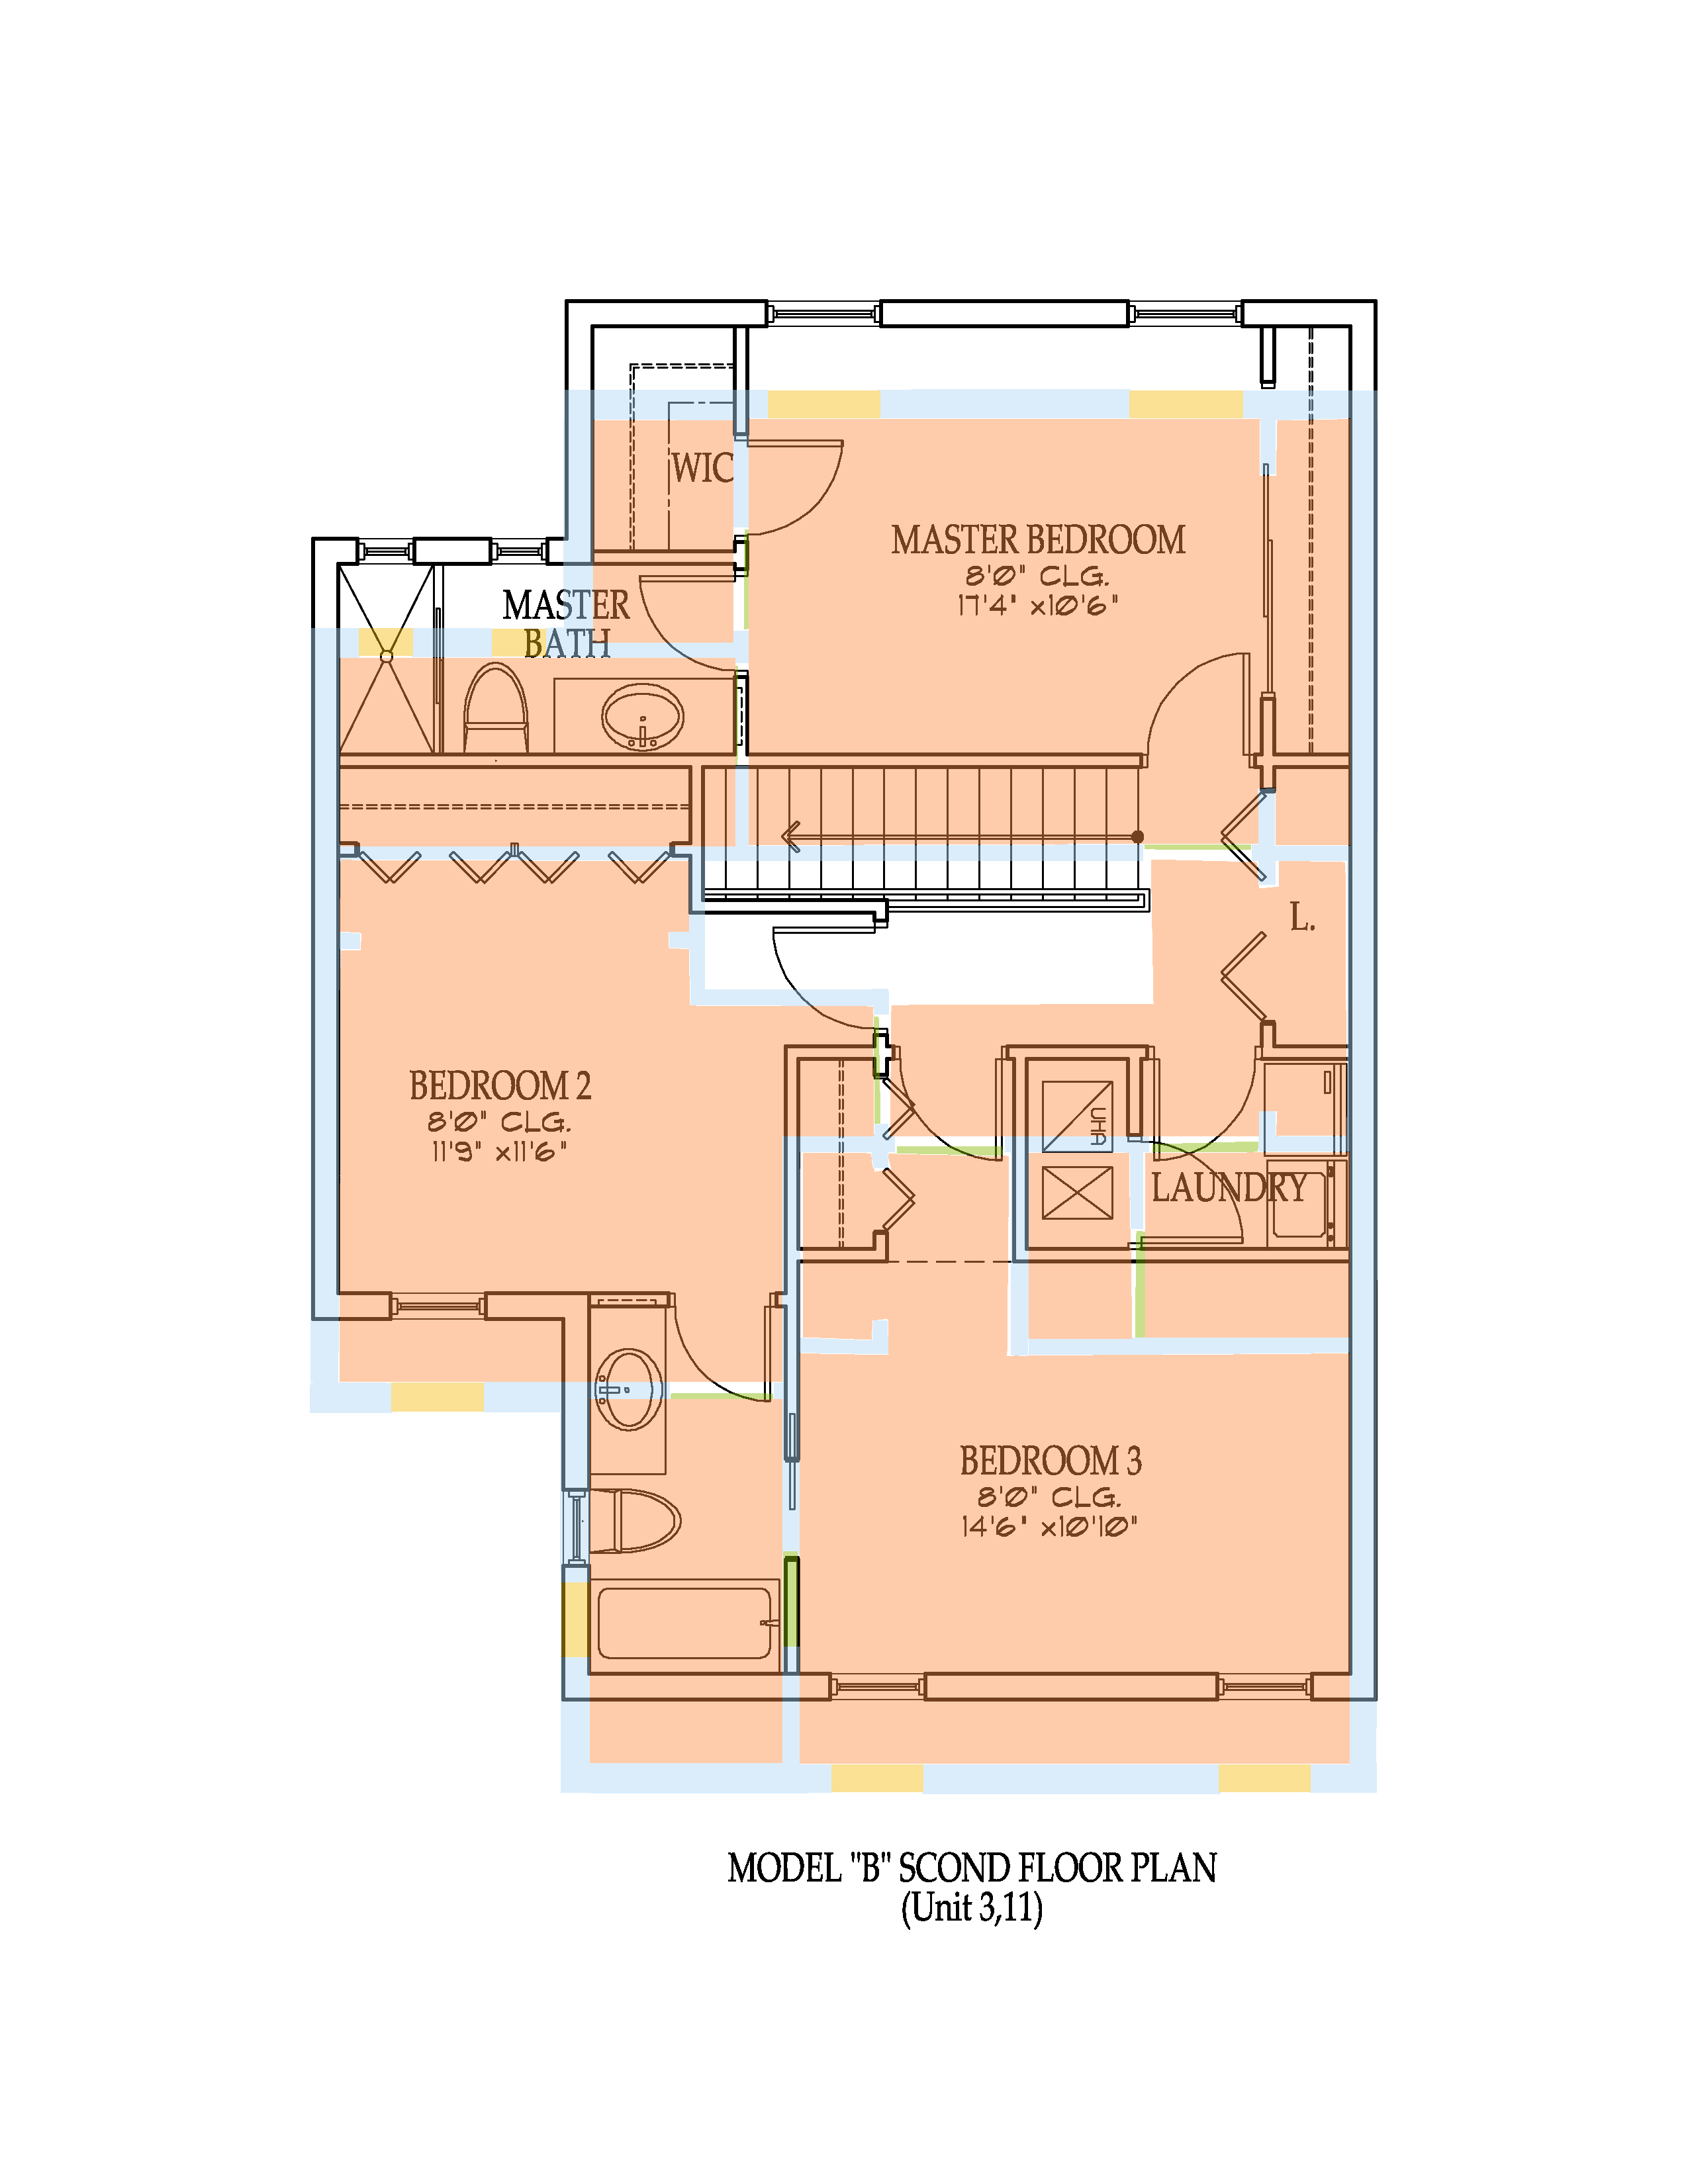 WIC
MASTER BEDROOM
8'0" CLG.
17'4" x10'6"
MASTER
BATH
L.
BEDROOM 2
8'0" CLG.
11'9" x11'6"
UHA
LAUNDRY
BEDROOM 3
8'0" CLG.
14'6" x10'10"
MODEL "B" SCOND FLOOR PLAN
(Unit 3,11)